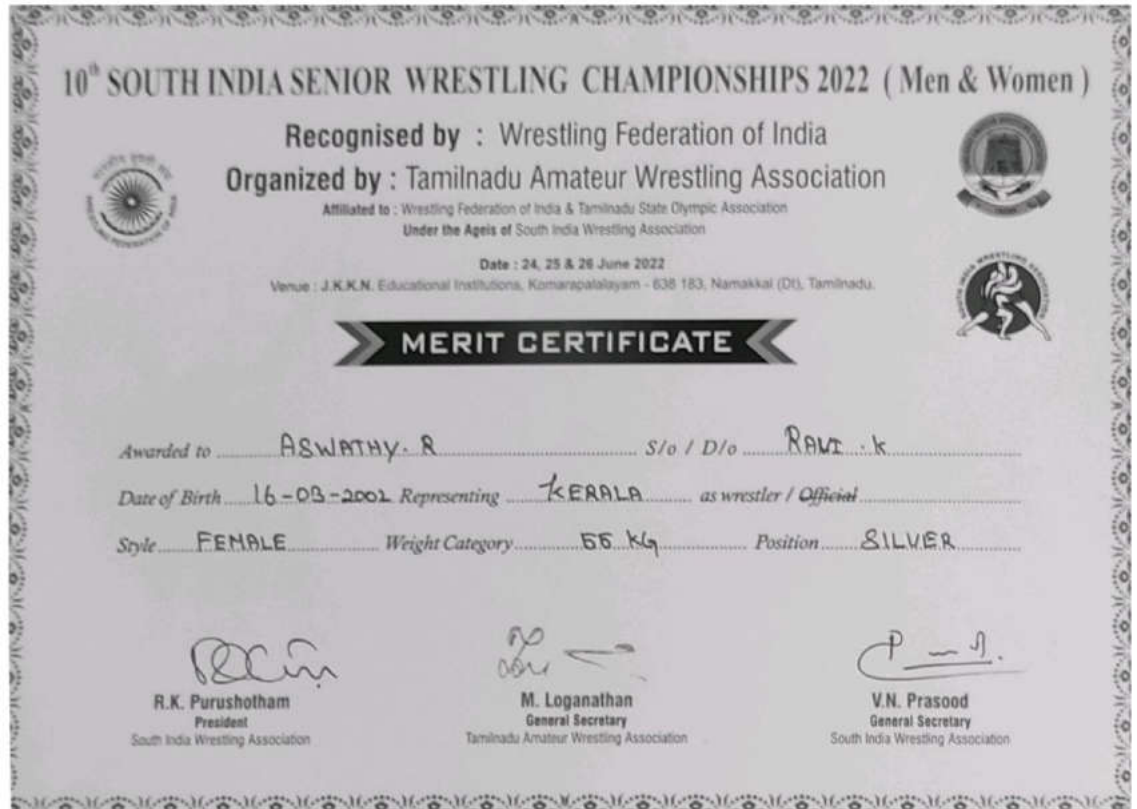 10th SOUTH INDIA SENIOR WRESTLING CHAMPIONSHIPS 2022 ( Men & Women )
Recognised by : Wrestling Federation of India
Organized by : Tamilnadu Amateur Wrestling Association
Affiliated to : Wrestling Federation of India & Tamilnadu State Olympic Association
Under the Ageis of South India Wrestling Association
Date : 24, 25 & 26 June 2022
Venue : J.K.K.N. Educational Institutions, Komarapalalayam - 638 183, Namakkal (Dt), Tamilnadu.
SOUTH INDIA WRESTLING ASSOCIATION
MERIT CERTIFICATE
Awarded to ASWATHY. R S/o / D/o RAVI . K
Date of Birth 16-03-2002 Representing KERALA as wrestler / Official
Style FEMALE Weight Category 55 KG Position SILVER
R.K. Purushotham
President
South India Wrestling Association
M. Loganathan
General Secretary
Tamilnadu Amateur Wrestling Association
V.N. Prasood
General Secretary
South India Wrestling Association